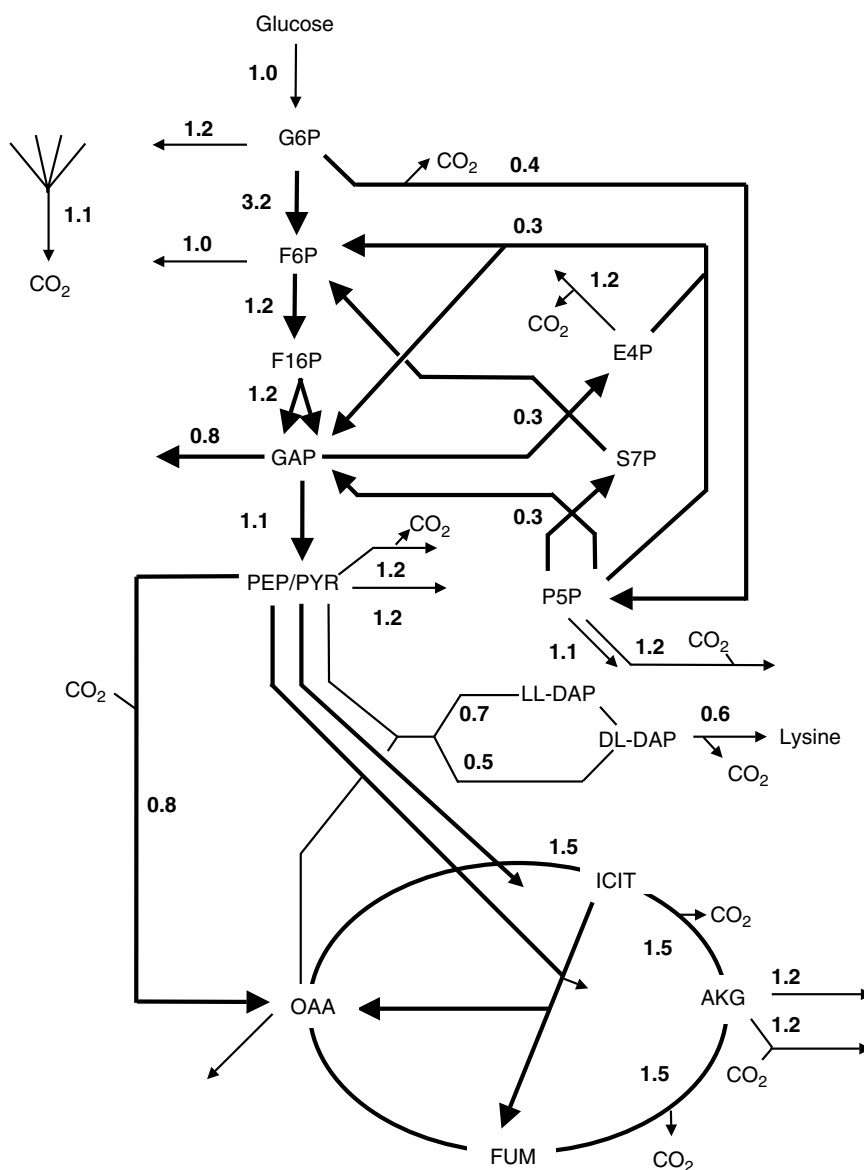 Glucose
1.0
1.2
G6P
CO2
0.4
1.1
3.2
0.3
1.0
F6P
CO2
1.2
1.2
CO2
E4P
F16P
1.2
0.3
0.8
GAP
S7P
1.1
0.3
CO2
PEP/PYR
1.2
P5P
1.2
1.1
1.2
CO2
CO2
LL-DAP
0.7
0.6
DL-DAP
Lysine
0.5
CO2
0.8
1.5
ICIT
CO2
1.5
1.2
OAA
AKG
1.2
1.5
CO2
FUM
CO2